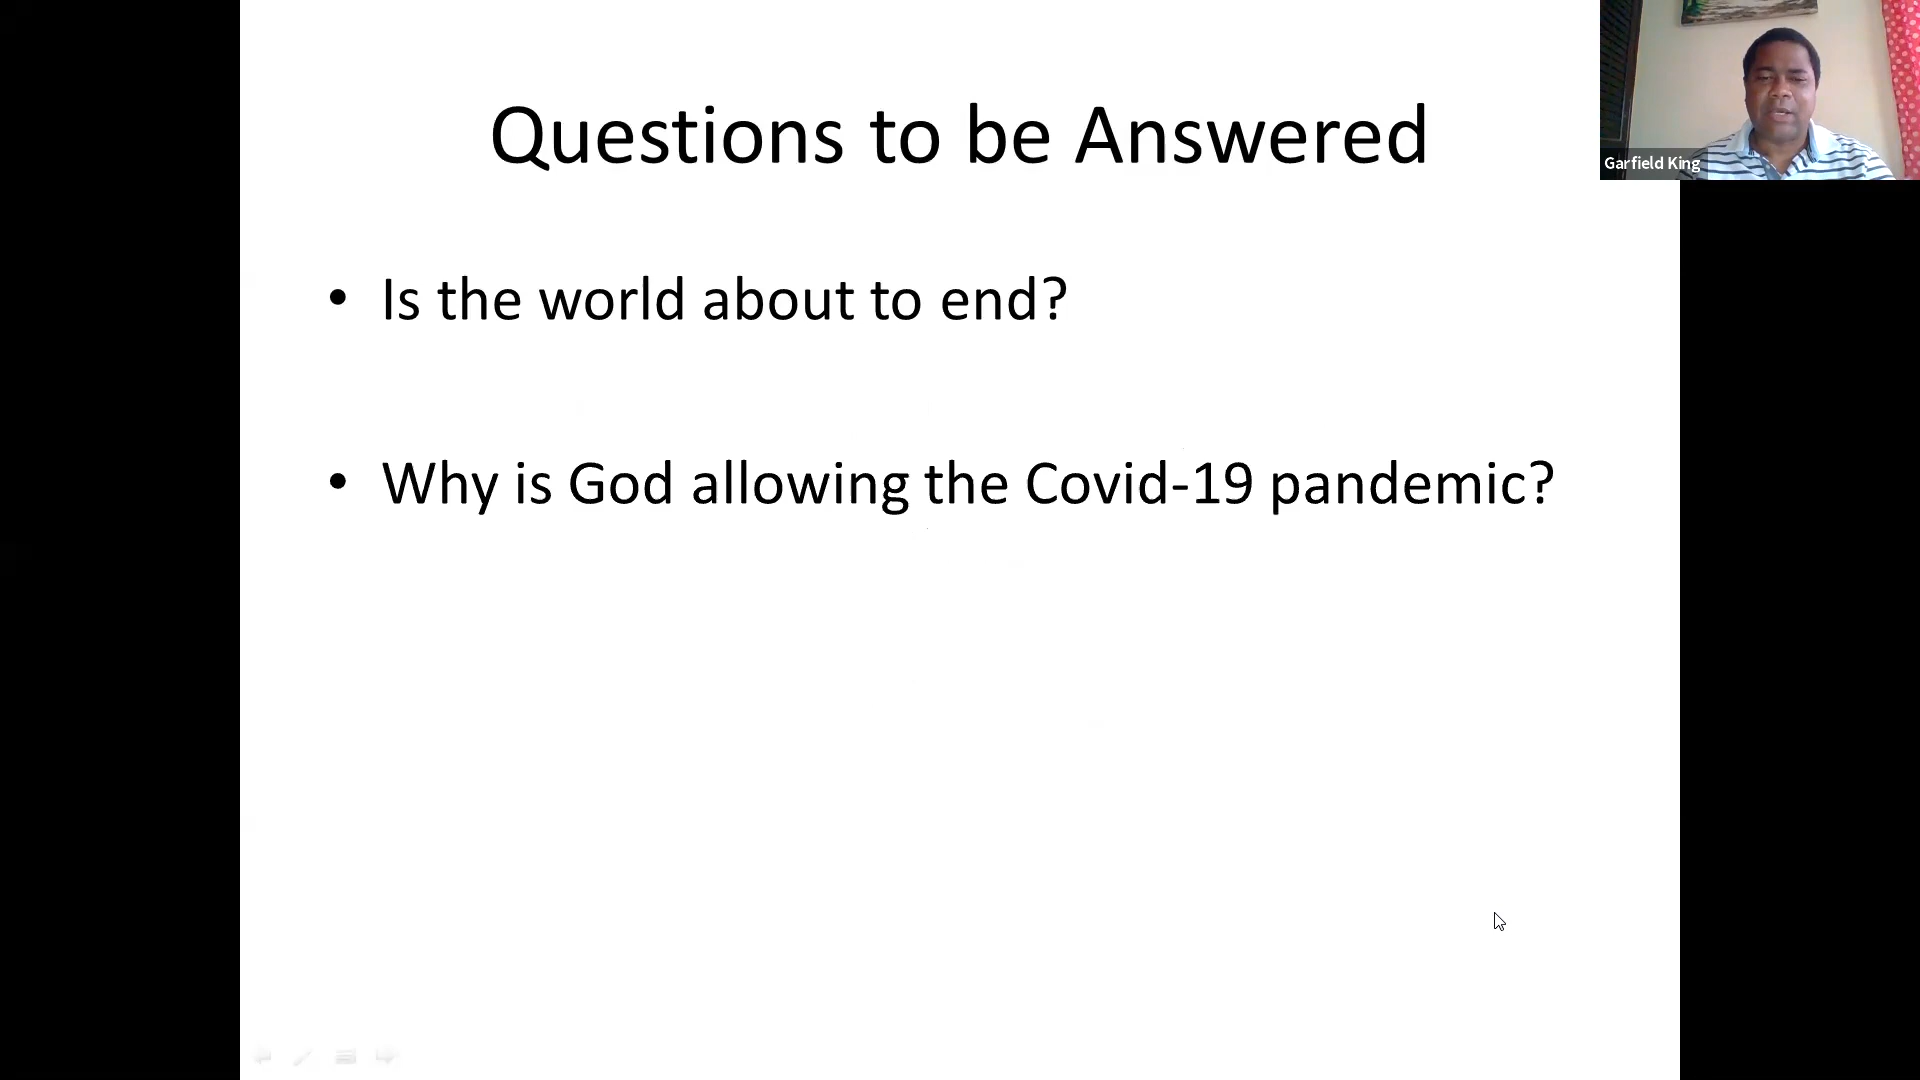 Questions to be Answered
Garfield King
• Is the world about to end?
• Why is God allowing the Covid-19 pandemic?